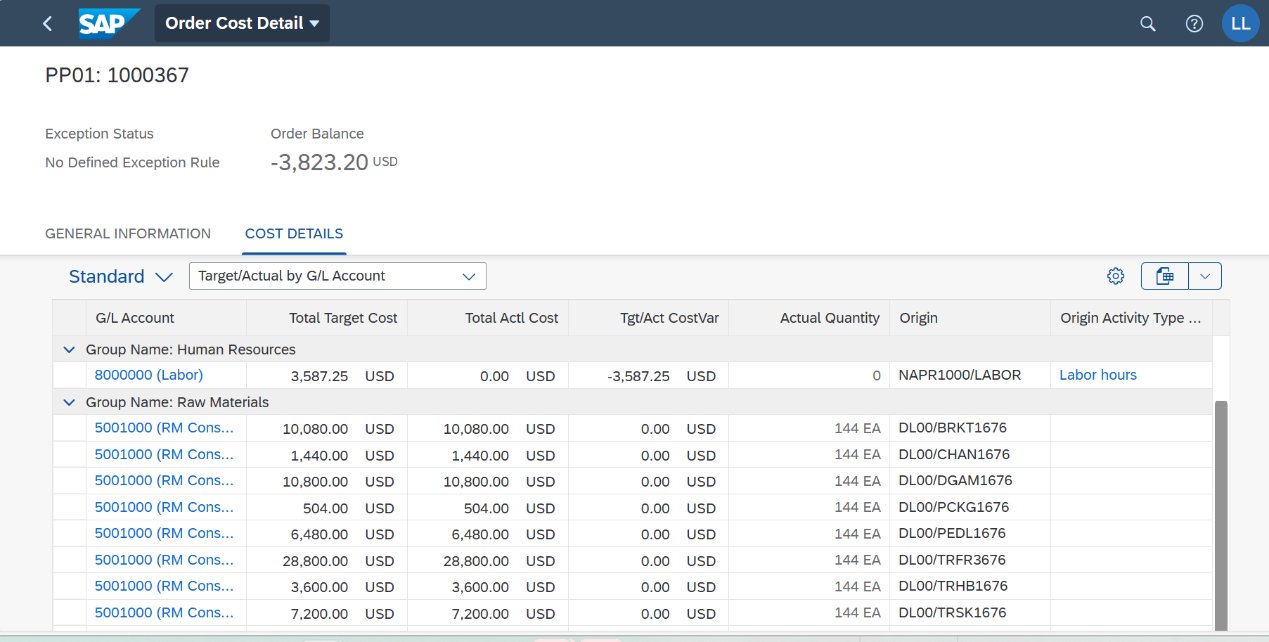 SAP Order Cost Detail LL
PP01: 1000367
Exception Status Order Balance
No Defined Exception Rule -3,823.20 USD
GENERAL INFORMATION COST DETAILS
Standard Target/Actual by G/L Account
G/L Account Total Target Cost Total Actl Cost Tgt/Act CostVar Actual Quantity Origin Origin Activity Type ...
Group Name: Human Resources
8000000 (Labor) 3,587.25 USD 0.00 USD -3,587.25 USD 0 NAPR1000/LABOR Labor hours
Group Name: Raw Materials
5001000 (RM Cons... 10,080.00 USD 10,080.00 USD 0.00 USD 144 EA DL00/BRKT1676
5001000 (RM Cons... 1,440.00 USD 1,440.00 USD 0.00 USD 144 EA DL00/CHAN1676
5001000 (RM Cons... 10,800.00 USD 10,800.00 USD 0.00 USD 144 EA DL00/DGAM1676
5001000 (RM Cons... 504.00 USD 504.00 USD 0.00 USD 144 EA DL00/PCKG1676
5001000 (RM Cons... 6,480.00 USD 6,480.00 USD 0.00 USD 144 EA DL00/PEDL1676
5001000 (RM Cons... 28,800.00 USD 28,800.00 USD 0.00 USD 144 EA DL00/TRFR3676
5001000 (RM Cons... 3,600.00 USD 3,600.00 USD 0.00 USD 144 EA DL00/TRHB1676
5001000 (RM Cons... 7,200.00 USD 7,200.00 USD 0.00 USD 144 EA DL00/TRSK1676